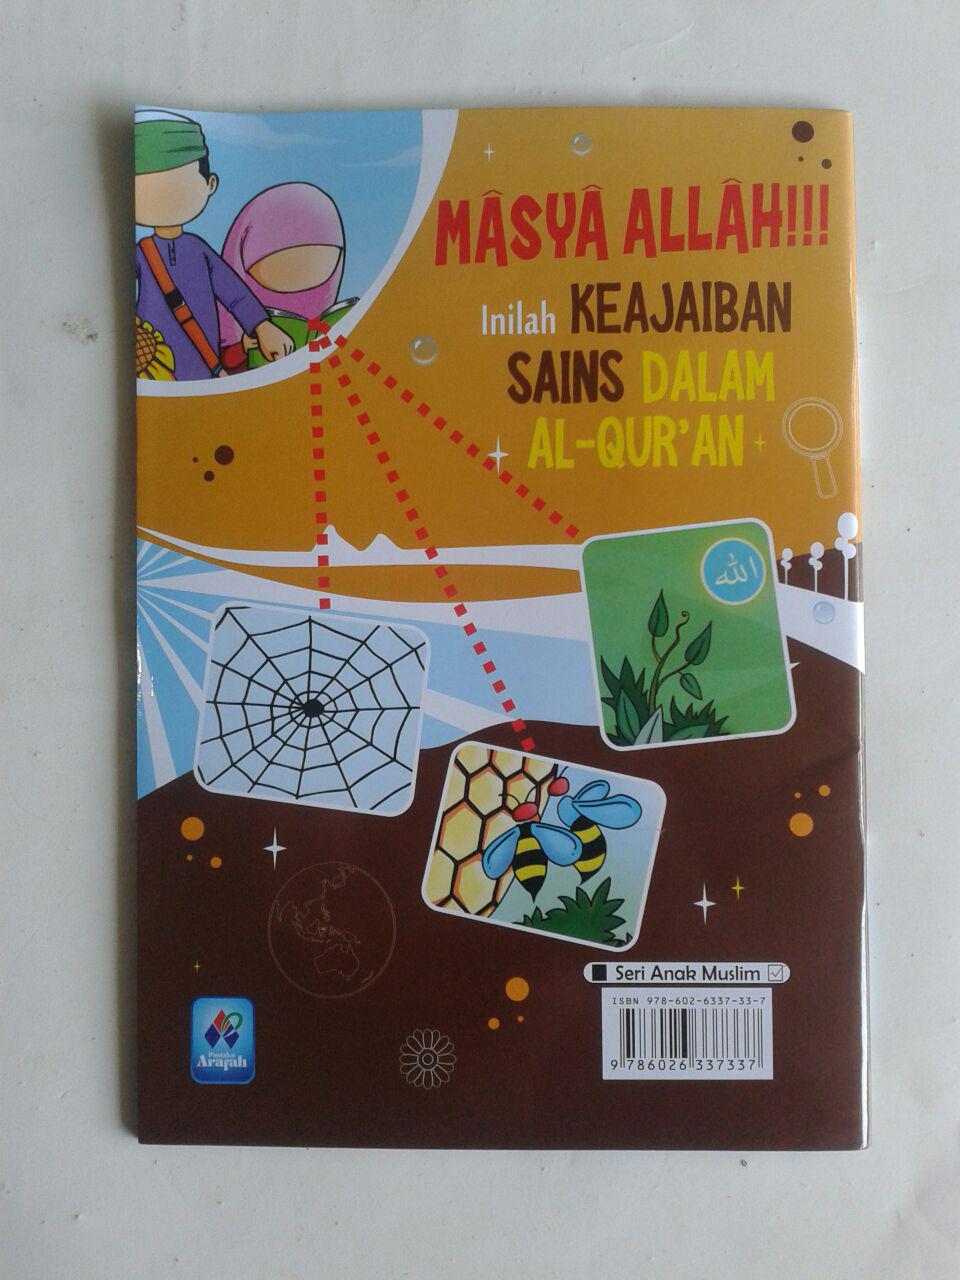 MÂSYÂ ALLÂH!!!
Inilah KEAJAIBAN
SAINS DALAM
AL-QUR'AN
الله
Seri Anak Muslim
ISBN 978-602-6337-33-7
9 786026 337337
Pustaka
Arafah